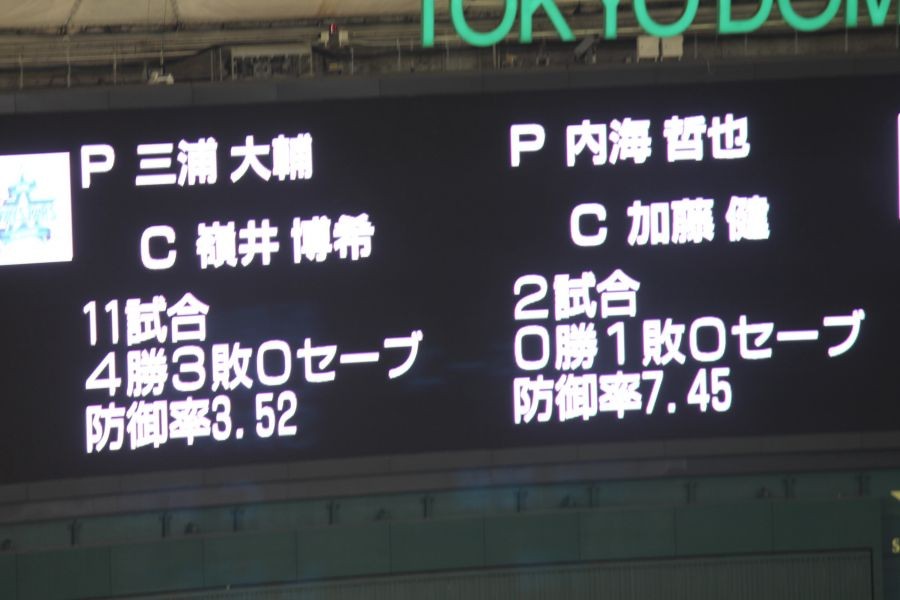 TOKYO DOM
P 三浦 大輔
C 嶺井 博希
11試合
4勝3敗0セーブ
防御率3.52
P 内海 哲也
C 加藤 健
2試合
0勝1敗0セーブ
防御率7.45